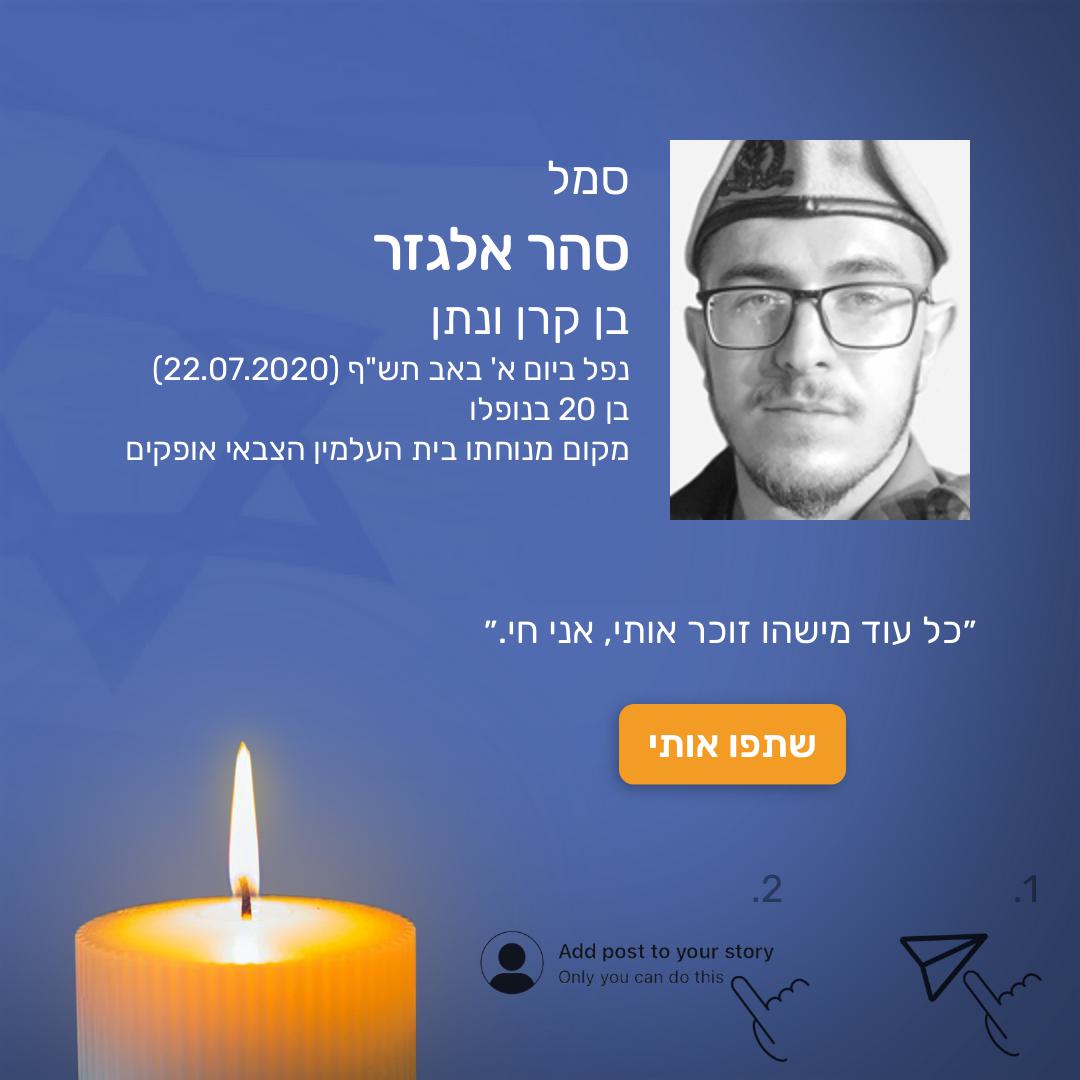 סמל
סהר אלגזר
בן קרן ונתן
נפל ביום א' באב תש"ף (22.07.2020)
בן 20 בנופלו
מקום מנוחתו בית העלמין הצבאי אופקים
״כל עוד מישהו זוכר אותי, אני חי.״
שתפו אותי
1.
2.
Add post to your story
Only you can do this